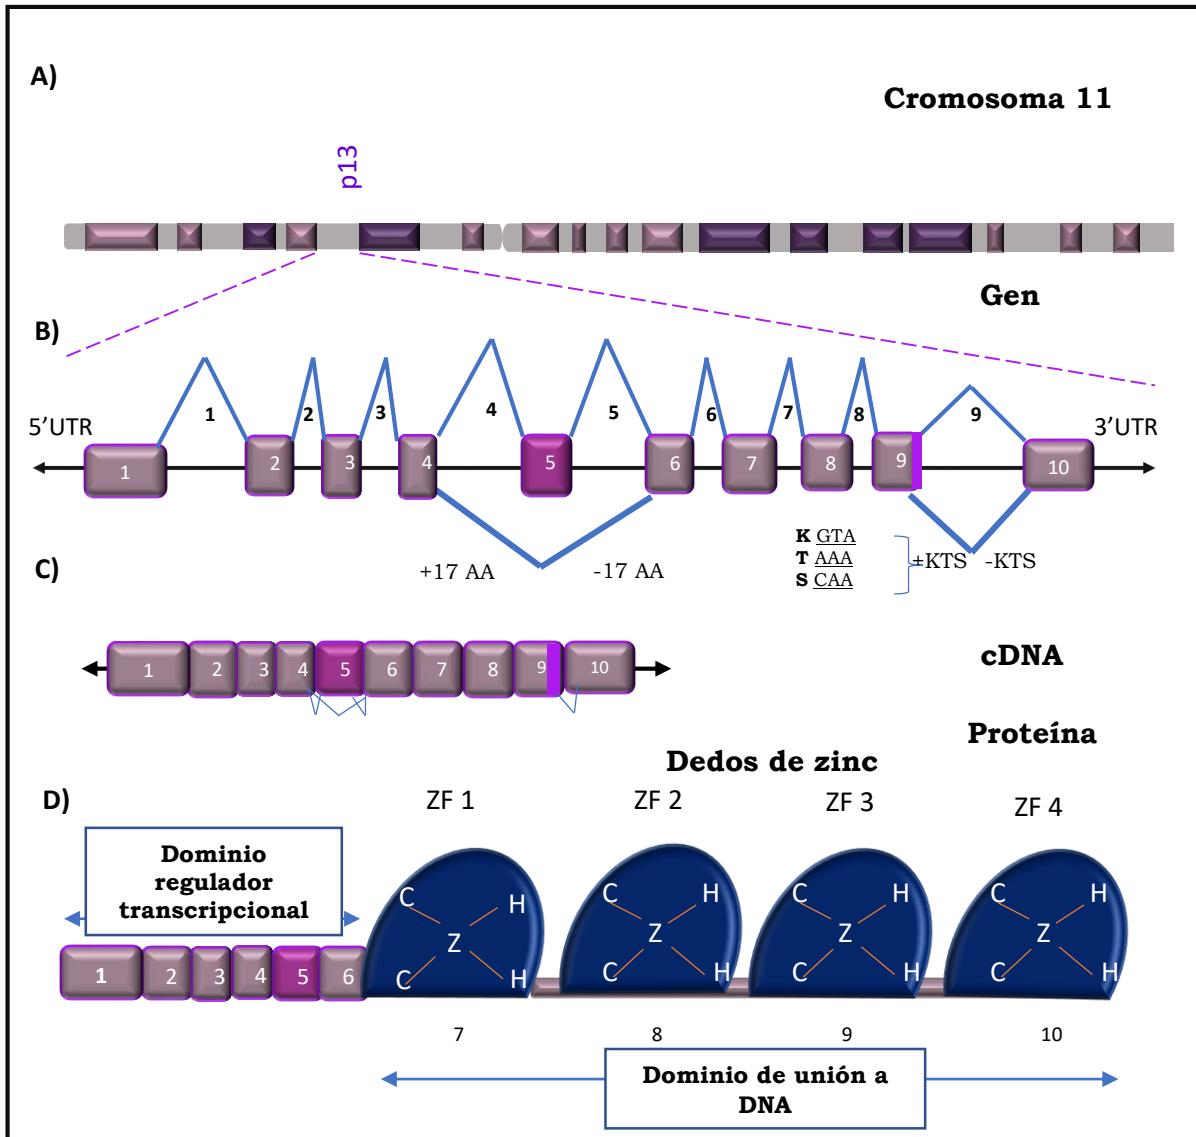 A)
Cromosoma 11
p13
Gen
B)
1 2 3 4 5 6 7 8 9
5’UTR
3’UTR
1 2 3 4 5 6 7 8 9 10
K GTA
T AAA
S CAA
±KTS -KTS
+17 AA -17 AA
C)
1 2 3 4 5 6 7 8 9 10
cDNA
Proteína
Dedos de zinc
D)
ZF 1 ZF 2 ZF 3 ZF 4
Dominio
regulador
transcripcional
C H C H C H C H
Z Z Z Z
C H C H C H C H
1 2 3 4 5 6
7 8 9 10
Dominio de unión a
DNA